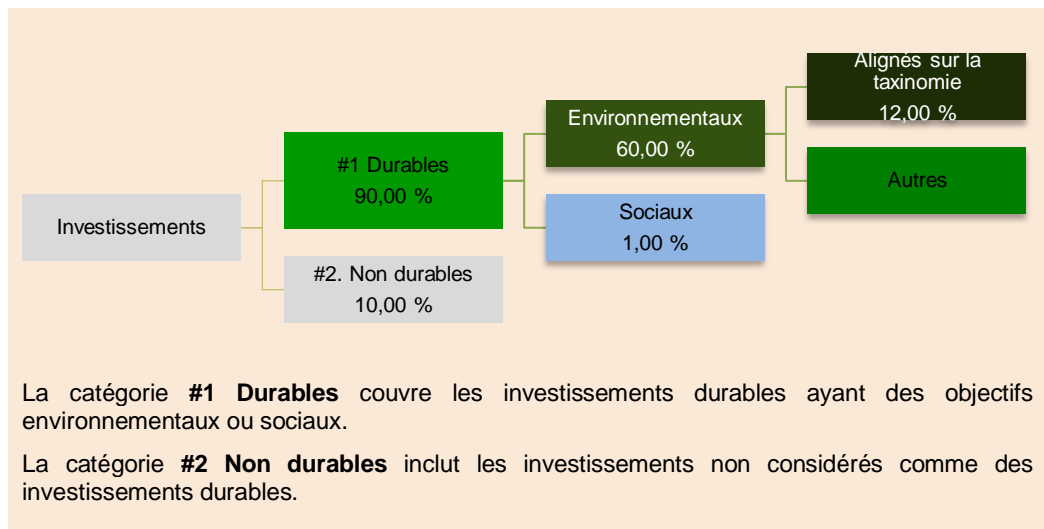 Alignés sur la
taxinomie
12,00 %
Environnementaux
60,00 %
#1 Durables
90,00 %
Autres
Sociaux
1,00 %
Investissements
#2. Non durables
10,00 %
La catégorie #1 Durables couvre les investissements durables ayant des objectifs
environnementaux ou sociaux.
La catégorie #2 Non durables inclut les investissements non considérés comme des
investissements durables.